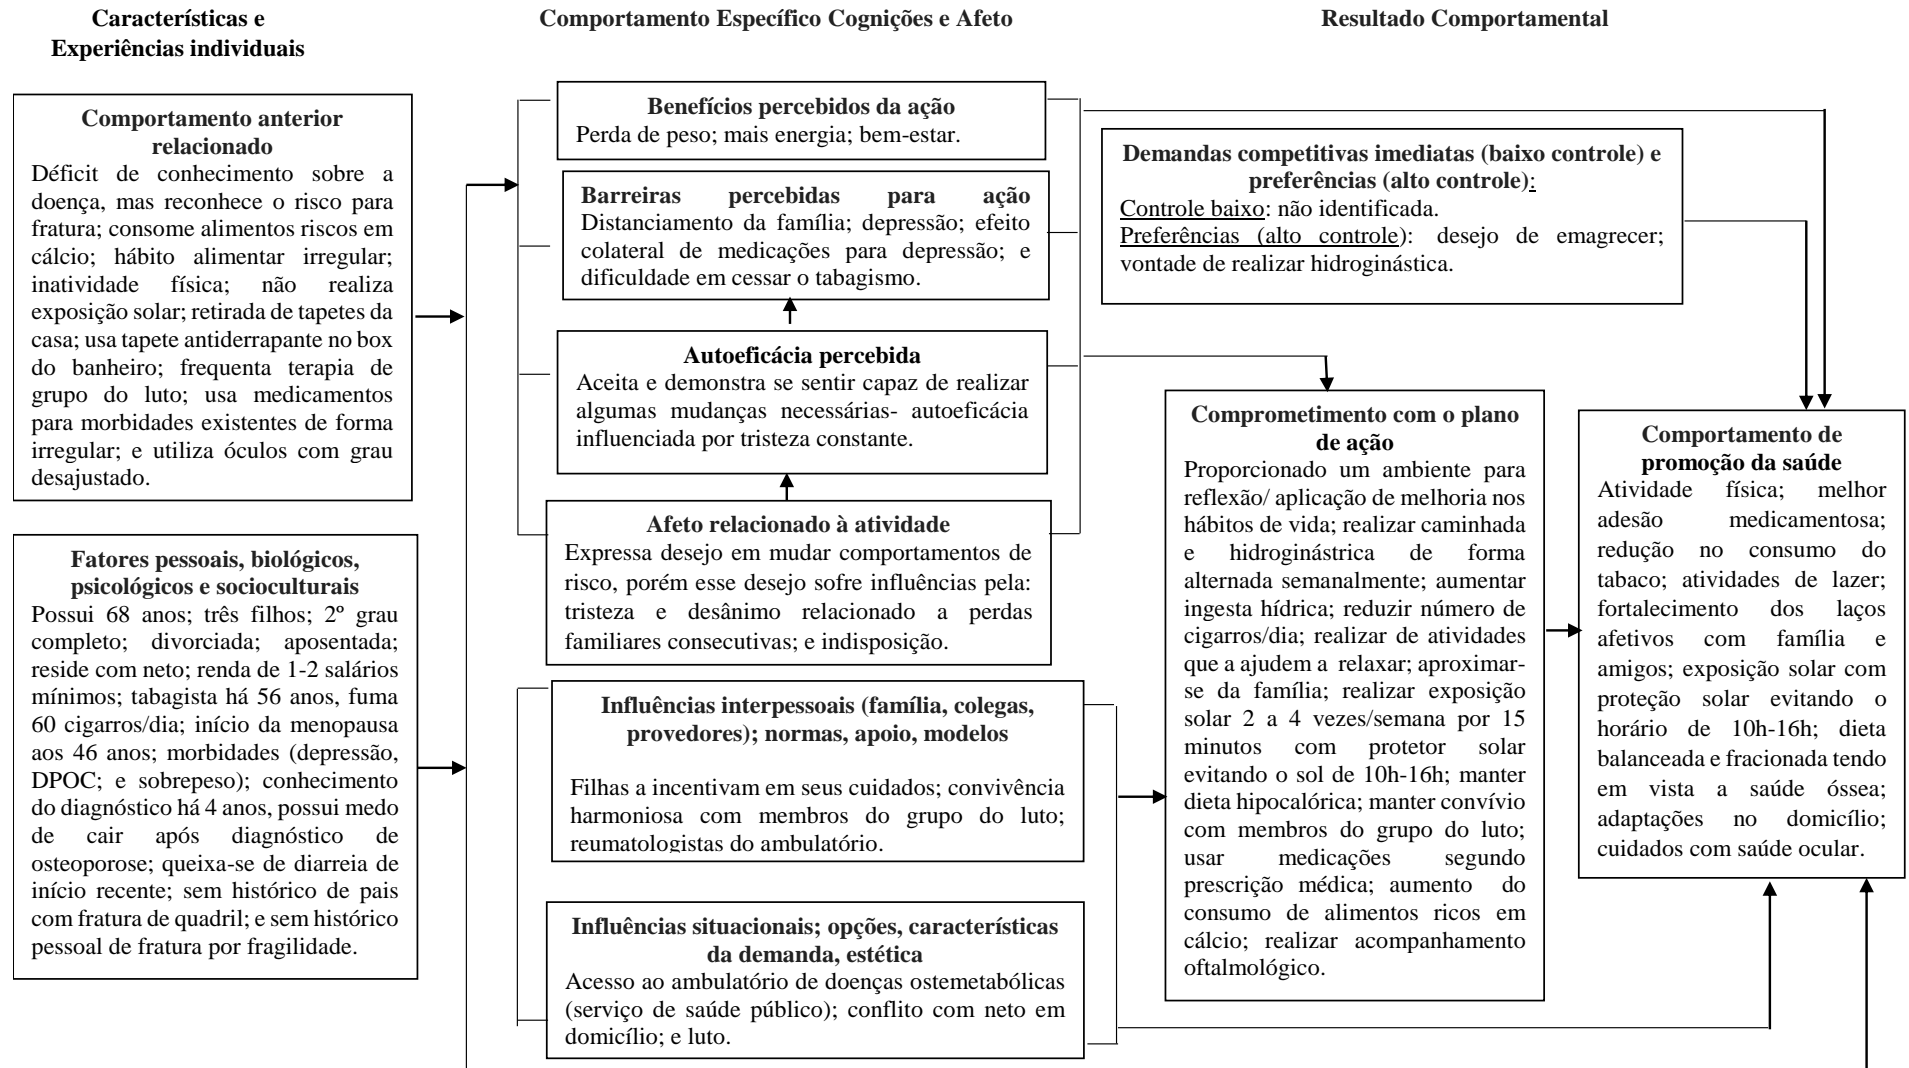 Características e
Experiências individuais
Comportamento Específico Cognições e Afeto
Resultado Comportamental
Comportamento anterior
relacionado
Déficit de conhecimento sobre a
doença, mas reconhece o risco para
fratura; consome alimentos riscos em
cálcio; hábito alimentar irregular;
inatividade física; não realiza
exposição solar; retirada de tapetes da
casa; usa tapete antiderrapante no box
do banheiro; frequenta terapia de
grupo do luto; usa medicamentos
para morbidades existentes de forma
irregular; e utiliza óculos com grau
desajustado.
Fatores pessoais, biológicos,
psicológicos e socioculturais
Possui 68 anos; três filhos; 2º grau
completo; divorciada; aposentada;
reside com neto; renda de 1-2 salários
mínimos; tabagista há 56 anos, fuma
60 cigarros/dia; início da menopausa
aos 46 anos; morbidades (depressão,
DPOC; e sobrepeso); conhecimento
do diagnóstico há 4 anos, possui medo
de cair após diagnóstico de
osteoporose; queixa-se de diarreia de
início recente; sem histórico de pais
com fratura de quadril; e sem histórico
pessoal de fratura por fragilidade.
Benefícios percebidos da ação
Perda de peso; mais energia; bem-estar.
Barreiras percebidas para ação
Distanciamento da família; depressão; efeito
colateral de medicações para depressão; e
dificuldade em cessar o tabagismo.
Autoeficácia percebida
Aceita e demonstra se sentir capaz de realizar
algumas mudanças necessárias- autoeficácia
influenciada por tristeza constante.
Afeto relacionado à atividade
Expressa desejo em mudar comportamentos de
risco, porém esse desejo sofre influências pela:
tristeza e desânimo relacionado a perdas
familiares consecutivas; e indisposição.
Influências interpessoais (família, colegas,
provedores); normas, apoio, modelos
Filhas a incentivam em seus cuidados; convivência
harmoniosa com membros do grupo do luto;
reumatologistas do ambulatório.
Influências situacionais; opções, características
da demanda, estética
Acesso ao ambulatório de doenças ostemetabólicas
(serviço de saúde público); conflito com neto em
domicílio; e luto.
Demandas competitivas imediatas (baixo controle) e
preferências (alto controle):
Controle baixo: não identificada.
Preferências (alto controle): desejo de emagrecer;
vontade de realizar hidroginástica.
Comprometimento com o plano
de ação
Proporcionado um ambiente para
reflexão/ aplicação de melhoria nos
hábitos de vida; realizar caminhada
e hidroginástrica de forma
alternada semanalmente; aumentar
ingesta hídrica; reduzir número de
cigarros/dia; realizar de atividades
que a ajudem a relaxar; aproximar-
se da família; realizar exposição
solar 2 a 4 vezes/semana por 15
minutos com protetor solar
evitando o sol de 10h-16h; manter
dieta hipocalórica; manter convívio
com membros do grupo do luto;
usar medicações segundo
prescrição médica; aumento do
consumo de alimentos ricos em
cálcio; realizar acompanhamento
oftalmológico.
Comportamento de
promoção da saúde
Atividade física; melhor
adesão medicamentosa;
redução no consumo do
tabaco; atividades de lazer;
fortalecimento dos laços
afetivos com família e
amigos; exposição solar com
proteção solar evitando o
horário de 10h-16h; dieta
balanceada e fracionada tendo
em vista a saúde óssea;
adaptações no domicílio;
cuidados com saúde ocular.